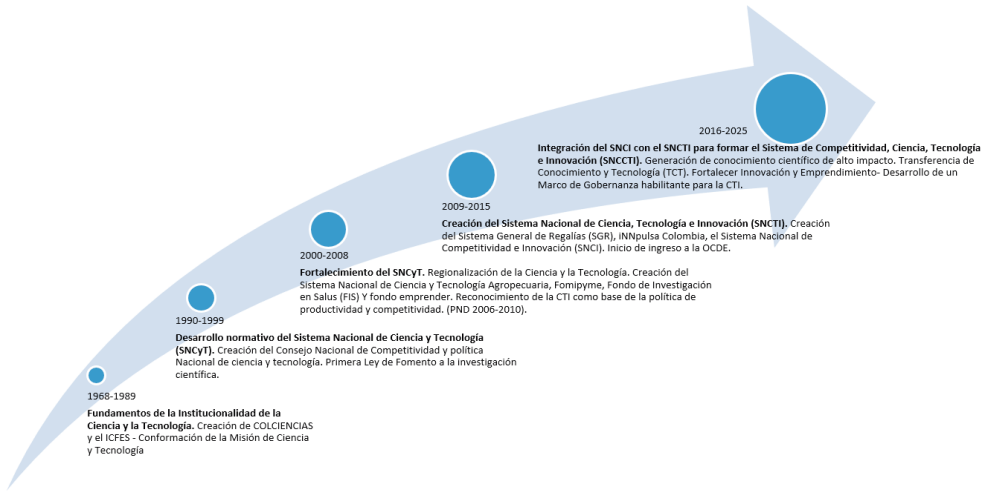 1968-1989
Fundamentos de la Institucionalidad de la
Ciencia y la Tecnología. Creación de COLCIENCIAS
y el ICFES - Conformación de la Misión de Ciencia
y Tecnología
1990-1999
Desarrollo normativo del Sistema Nacional de Ciencia y Tecnología
(SNCyT). Creación del Consejo Nacional de Competitividad y política
Nacional de ciencia y tecnología. Primera Ley de Fomento a la investigación
científica.
2000-2008
Fortalecimiento del SNCyT. Regionalización de la Ciencia y la Tecnología. Creación del
Sistema Nacional de Ciencia y Tecnología Agropecuaria, Fomipyme, Fondo de Investigación
en Salus (FIS) Y fondo emprender. Reconocimiento de la CTI como base de la política de
productividad y competitividad. (PND 2006-2010).
2009-2015
Creación del Sistema Nacional de Ciencia, Tecnología e Innovación (SNCTI). Creación
del Sistema General de Regalías (SGR), iNNpulsa Colombia, el Sistema Nacional de
Competitividad e Innovación (SNCI). Inicio de ingreso a la OCDE.
2016-2025
Integración del SNCI con el SNCTI para formar el Sistema de Competitividad, Ciencia, Tecnología
e Innovación (SNCCTI). Generación de conocimiento científico de alto impacto. Transferencia de
Conocimiento y Tecnología (TCT). Fortalecer Innovación y Emprendimiento- Desarrollo de un
Marco de Gobernanza habilitante para la CTI.